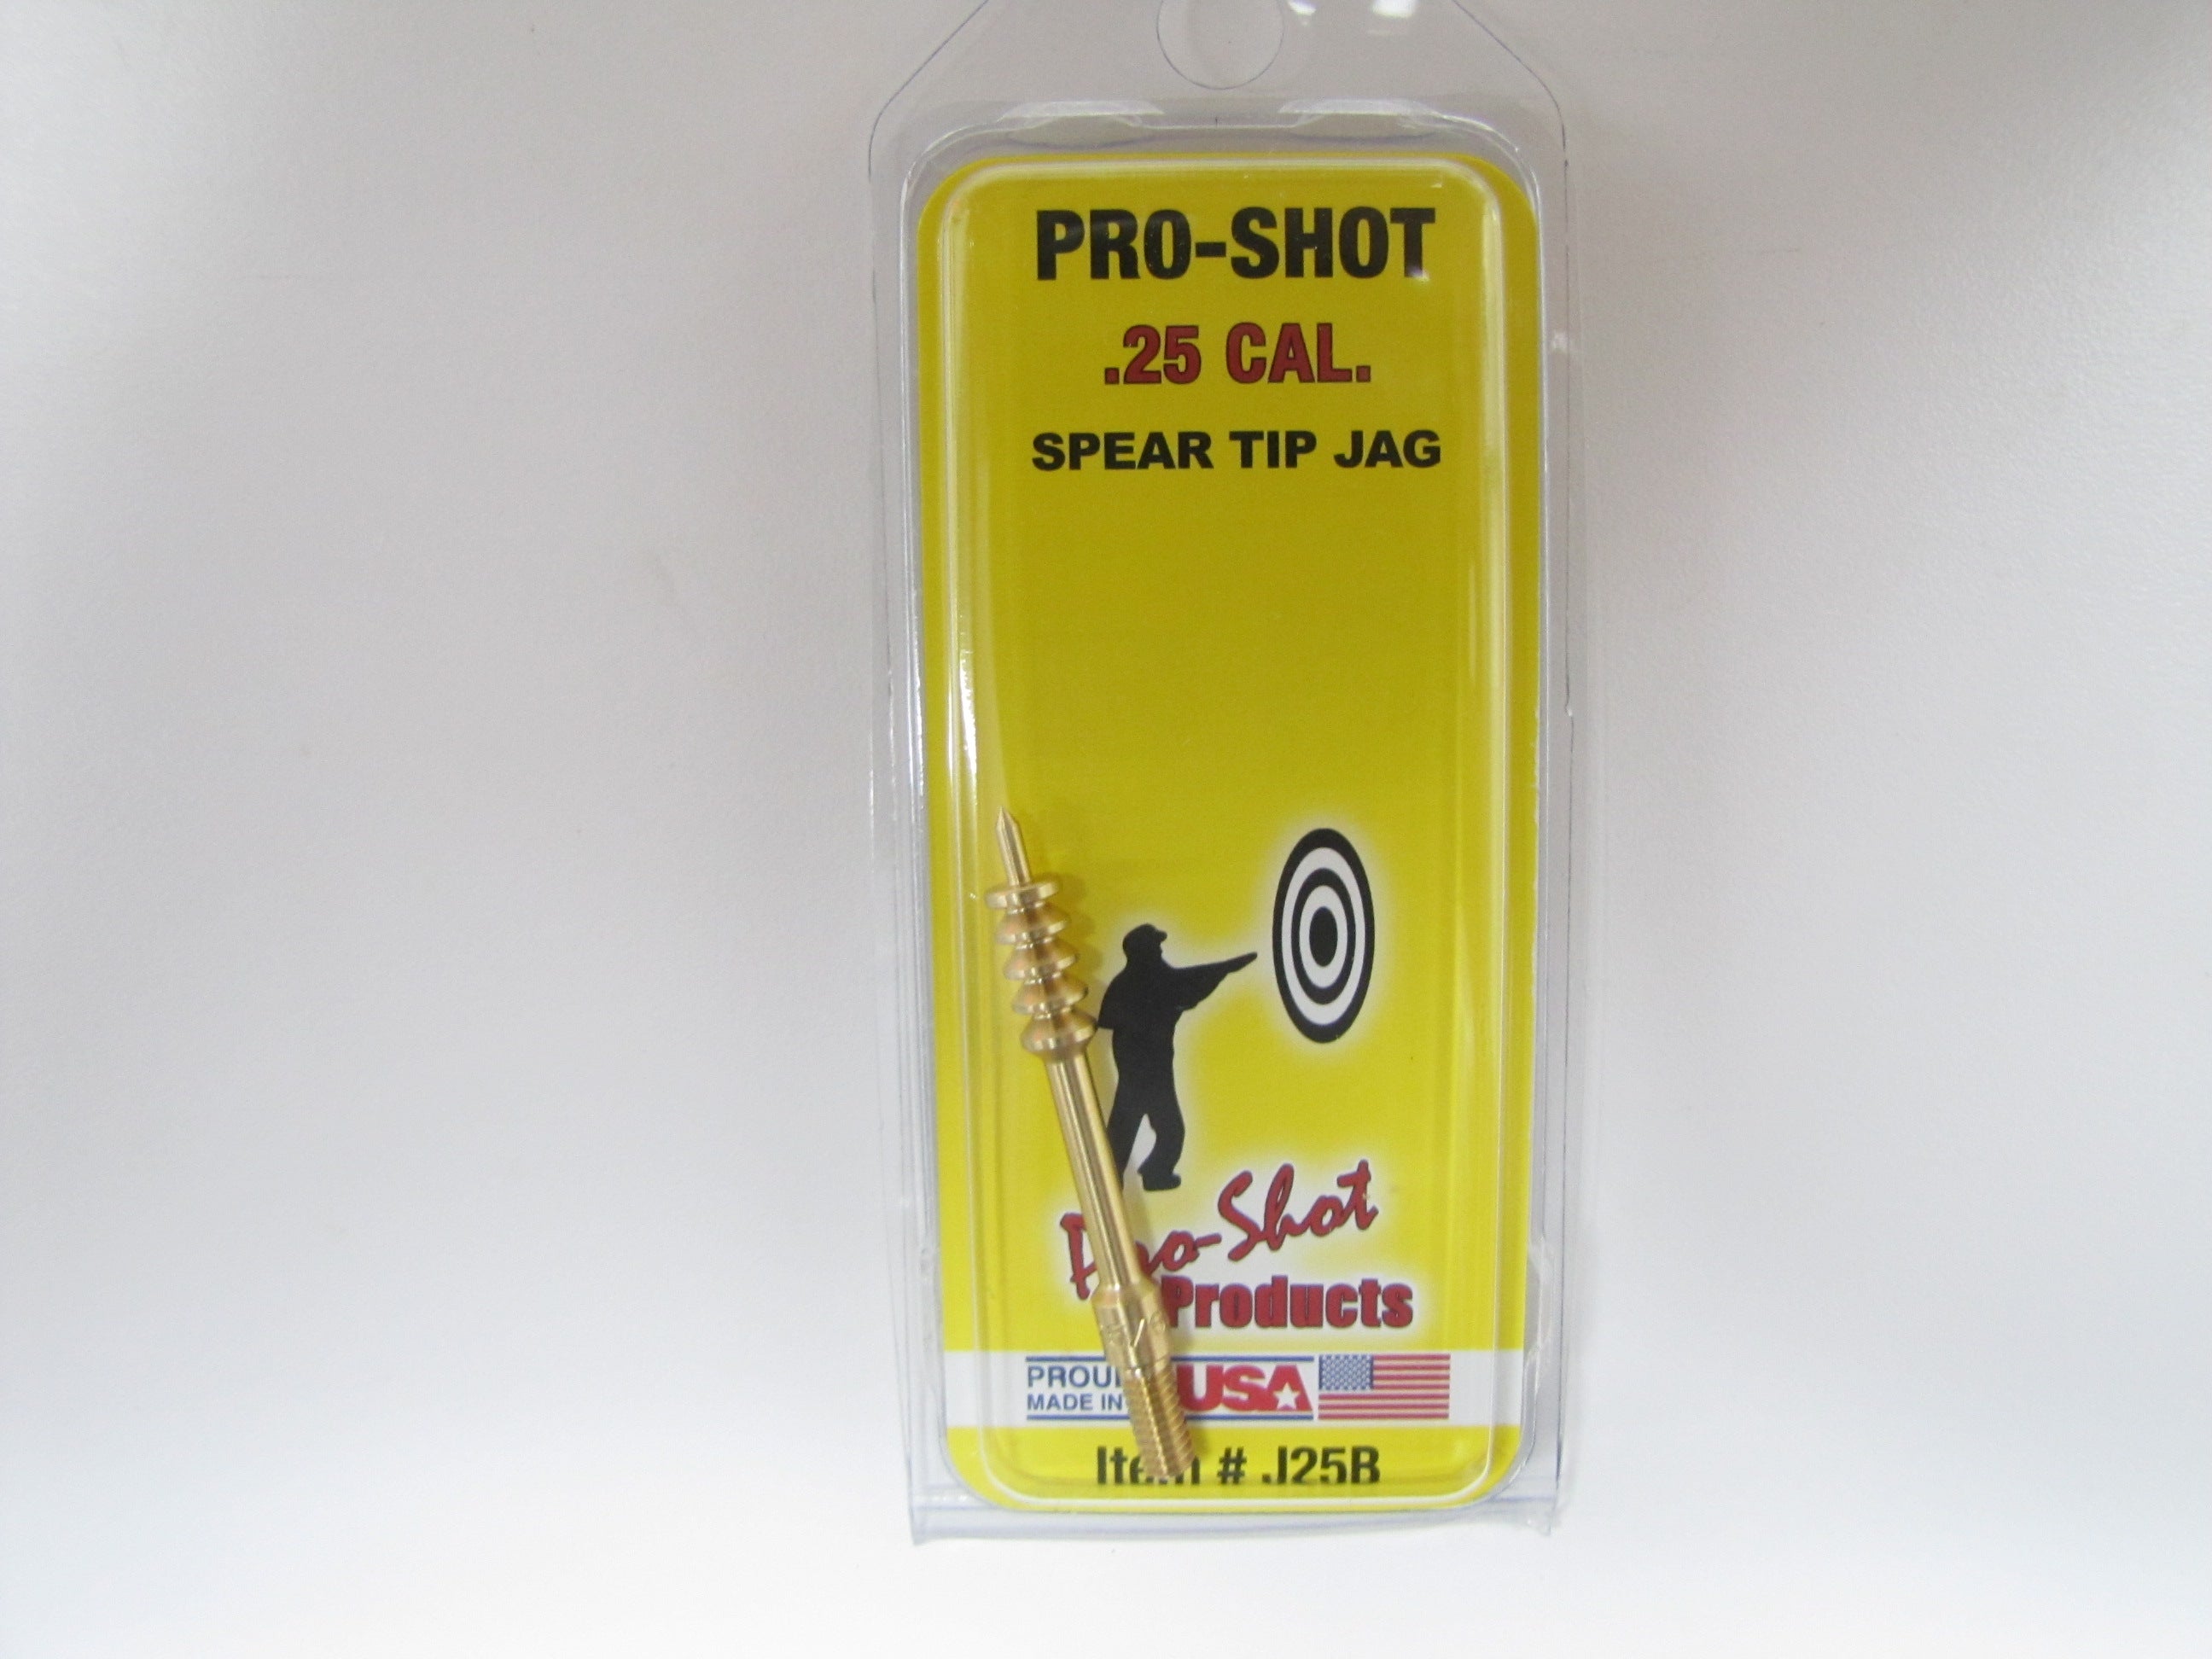 PRO-SHOT
.25 CAL.
SPEAR TIP JAG
Pro-Shot
Products
MADE IN USA
Item # J25B